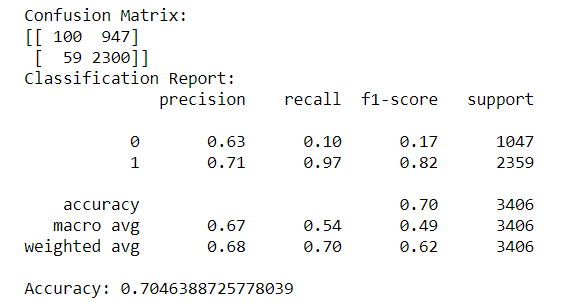 Confusion Matrix:
[[ 100  947]
 [  59 2300]]
Classification Report:
              precision    recall  f1-score   support

           0       0.63      0.10      0.17      1047
           1       0.71      0.97      0.82      2359

    accuracy                           0.70      3406
   macro avg       0.67      0.54      0.49      3406
weighted avg       0.68      0.70      0.62      3406

Accuracy: 0.7046388725778039